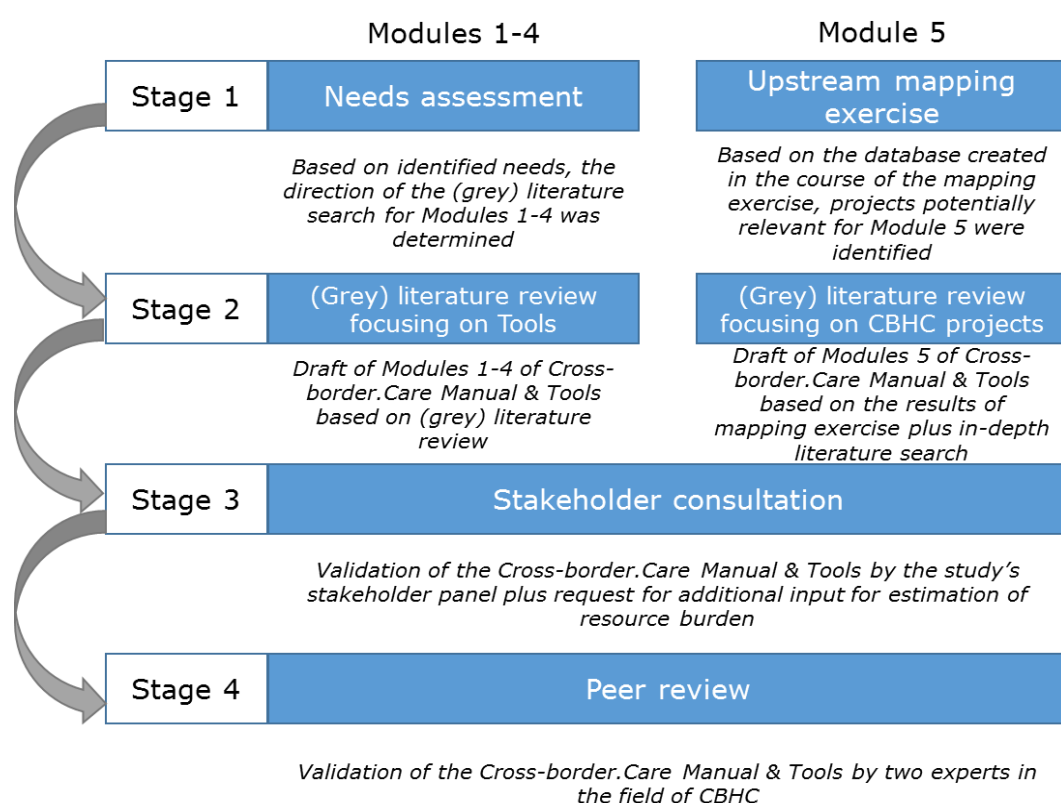 Modules 1-4
Module 5
Stage 1
Needs assessment
Upstream mapping
exercise
Based on identified needs, the
direction of the (grey) literature
search for Modules 1-4 was
determined
Based on the database created
in the course of the mapping
exercise, projects potentially
relevant for Module 5 were
identified
Stage 2
(Grey) literature review
focusing on Tools
(Grey) literature review
focusing on CBHC projects
Draft of Modules 1-4 of Cross-
border.Care Manual & Tools
based on (grey) literature
review
Draft of Modules 5 of Cross-
border.Care Manual & Tools
based on the results of
mapping exercise plus in-depth
literature search
Stage 3
Stakeholder consultation
Validation of the Cross-border.Care Manual & Tools by the study’s
stakeholder panel plus request for additional input for estimation of
resource burden
Stage 4
Peer review
Validation of the Cross-border.Care Manual & Tools by two experts in
the field of CBHC